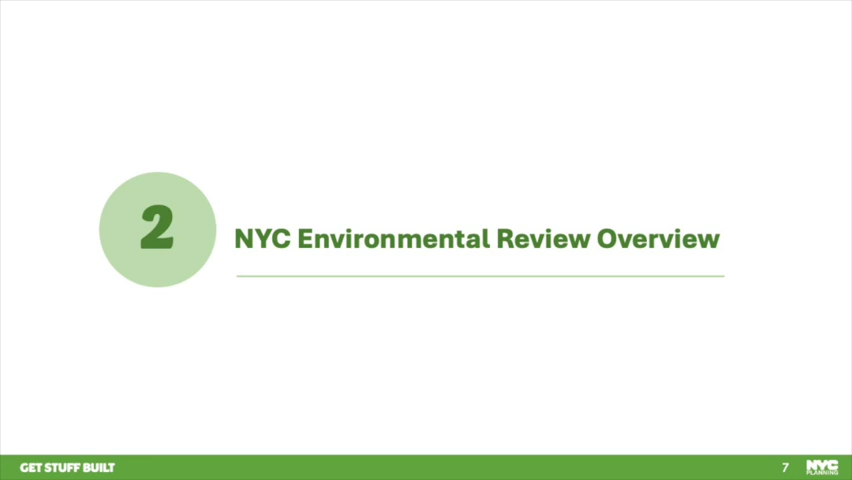 2
NYC Environmental Review Overview
GET STUFF BUILT
7
NYC
PLANNING